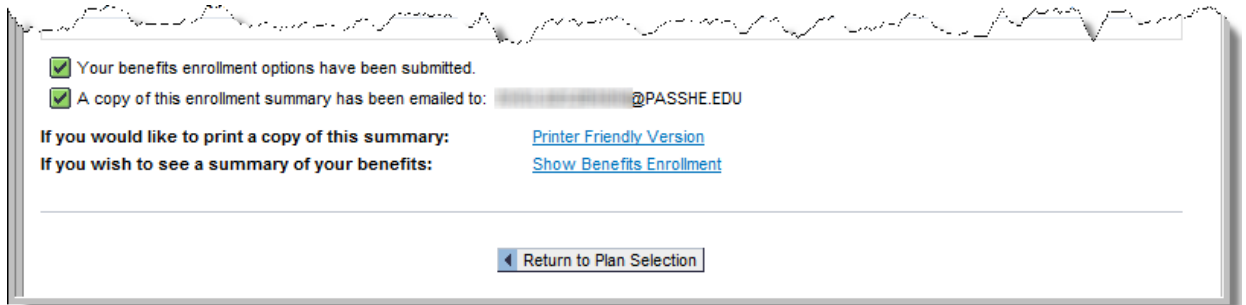 Your benefits enrollment options have been submitted.
A copy of this enrollment summary has been emailed to: @PASSHE.EDU
If you would like to print a copy of this summary: Printer Friendly Version
If you wish to see a summary of your benefits: Show Benefits Enrollment
Return to Plan Selection